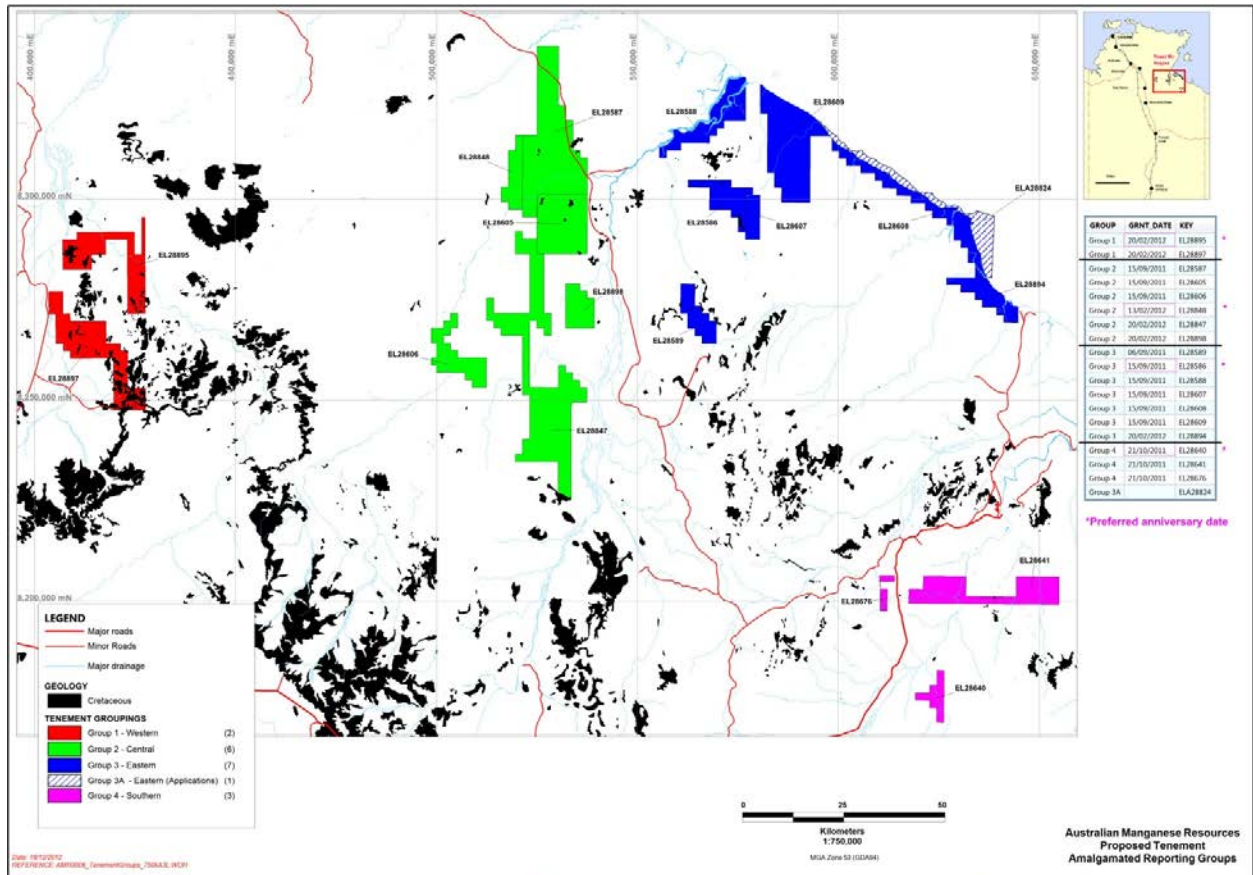 400,000 mE
450,000 mE
500,000 mE
550,000 mE
600,000 mE
650,000 mE
EL28587
EL28588
EL28609
EL28848
8,300,000 mN
ELA28824
EL28605
EL28586
EL28607
EL28608
EL28895
EL28898
EL28894
EL28589
EL28606
EL28897
8,250,000 mN
EL28847
EL28641
EL28676
8,200,000 mN
EL28640
GROUP GRNT_DATE KEY
Group 1 20/02/2012 EL28895 *
Group 1 20/02/2012 EL28897
Group 2 15/09/2011 EL28587
Group 2 15/09/2011 EL28605
Group 2 15/09/2011 EL28606
Group 2 13/02/2012 EL28848 *
Group 2 20/02/2012 EL28847
Group 2 20/02/2012 EL28898
Group 3 06/09/2011 EL28589
Group 3 15/09/2011 EL28586 *
Group 3 15/09/2011 EL28588
Group 3 15/09/2011 EL28607
Group 3 15/09/2011 EL28608
Group 3 15/09/2011 EL28609
Group 3 20/02/2012 EL28894
Group 4 21/10/2011 EL28640 *
Group 4 21/10/2011 EL28641
Group 4 21/10/2011 EL28676
Group 3A ELA28824
*Preferred anniversary date
LEGEND
Major roads
Minor Roads
Major drainage
GEOLOGY
Cretaceous
TENEMENT GROUPINGS
Group 1 - Western (2)
Group 2 - Central (6)
Group 3 - Eastern (7)
Group 3A - Eastern (Applications) (1)
Group 4 - Southern (3)
0 25 50
Kilometers
1:750,000
MGA Zone 53 (GDA94)
Australian Manganese Resources
Proposed Tenement
Amalgamated Reporting Groups